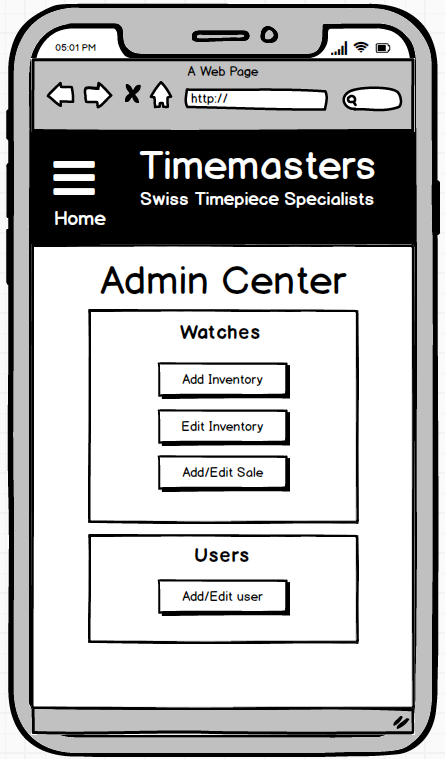 05:01 PM
A Web Page
http://
Timemasters
Swiss Timepiece Specialists
Home
Admin Center
Watches
Add Inventory
Edit Inventory
Add/Edit Sale
Users
Add/Edit user